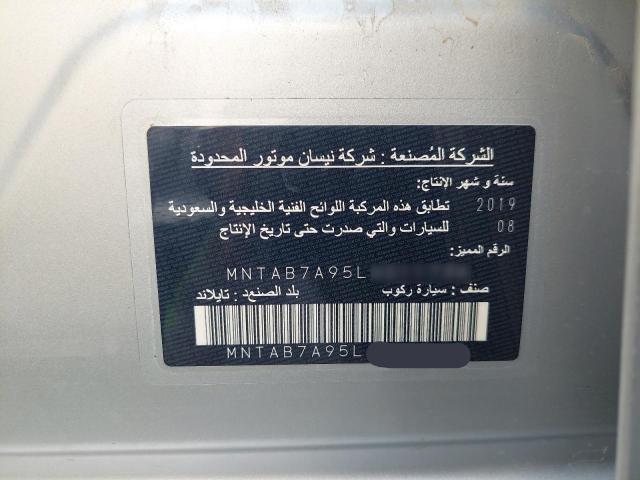 الشركة المُصنعة : شركة نيسان موتور المحدودة
سنة و شهر الإنتاج:
2019 تطابق هذه المركبة اللوائح الفنية الخليجية والسعودية
08 للسيارات والتي صدرت حتى تاريخ الإنتاج
الرقم المميز:
MNTAB7A95L
صنف : سيارة ركوب بلد الصنع : تايلاند
MNTAB7A95L